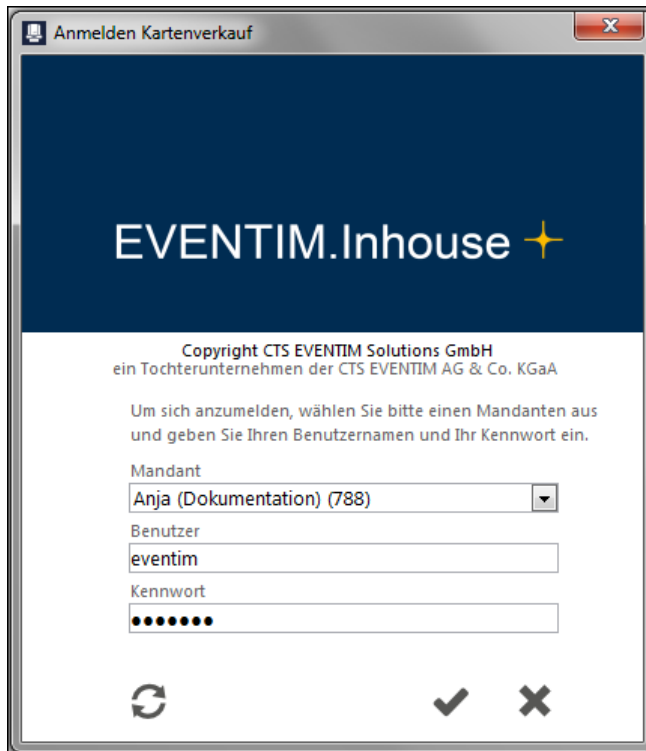 Anmelden Kartenverkauf
EVENTIM.Inhouse
Copyright CTS EVENTIM Solutions GmbH
ein Tochterunternehmen der CTS EVENTIM AG & Co. KGaA
Um sich anzumelden, wählen Sie bitte einen Mandanten aus
und geben Sie Ihren Benutzernamen und Ihr Kennwort ein.
Mandant
Anja (Dokumentation) (788)
Benutzer
eventim
Kennwort
•••••••